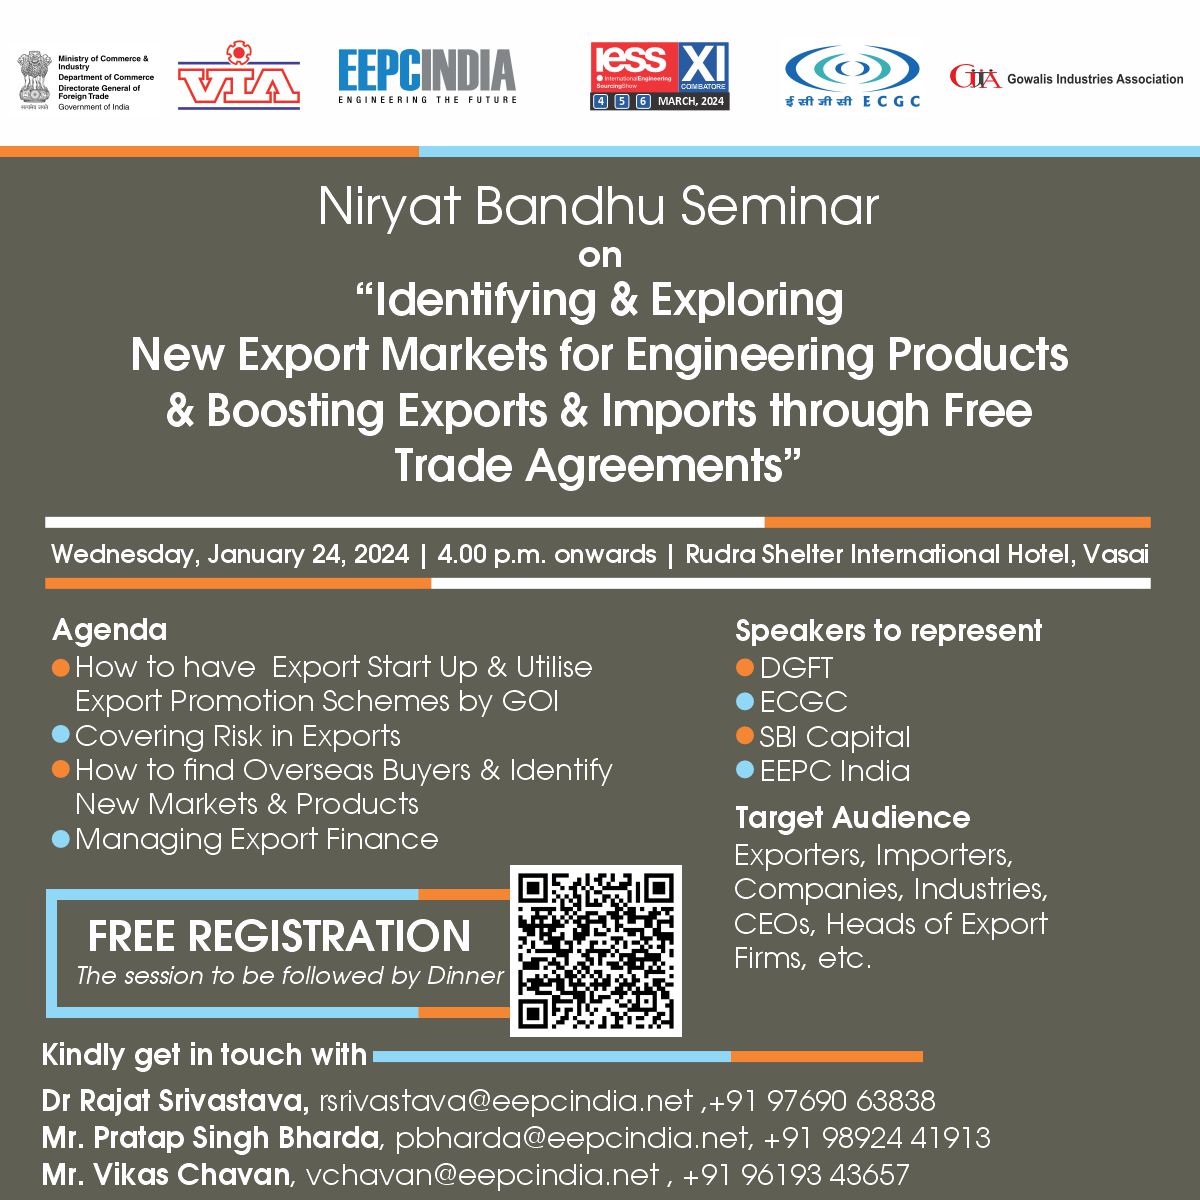 Ministry of Commerce &
Industry
Department of Commerce
Directorate General of
Foreign Trade
Government of India
VIA
EEPCINDIA
ENGINEERING THE FUTURE
IESS XI
InternationalEngineering
SourcingShow
COIMBATORE
4 5 6 MARCH, 2024
ई सी जी सी ECGC
GIA Gowalis Industries Association
Niryat Bandhu Seminar
on
“Identifying & Exploring
New Export Markets for Engineering Products
& Boosting Exports & Imports through Free
Trade Agreements”
Wednesday, January 24, 2024 | 4.00 p.m. onwards | Rudra Shelter International Hotel, Vasai
Agenda
How to have Export Start Up & Utilise
Export Promotion Schemes by GOI
Covering Risk in Exports
How to find Overseas Buyers & Identify
New Markets & Products
Managing Export Finance
Speakers to represent
DGFT
ECGC
SBI Capital
EEPC India
Target Audience
Exporters, Importers,
Companies, Industries,
CEOs, Heads of Export
Firms, etc.
FREE REGISTRATION
The session to be followed by Dinner
Kindly get in touch with
Dr Rajat Srivastava, rsrivastava@eepcindia.net ,+91 97690 63838
Mr. Pratap Singh Bharda, pbharda@eepcindia.net, +91 98924 41913
Mr. Vikas Chavan, vchavan@eepcindia.net , +91 96193 43657